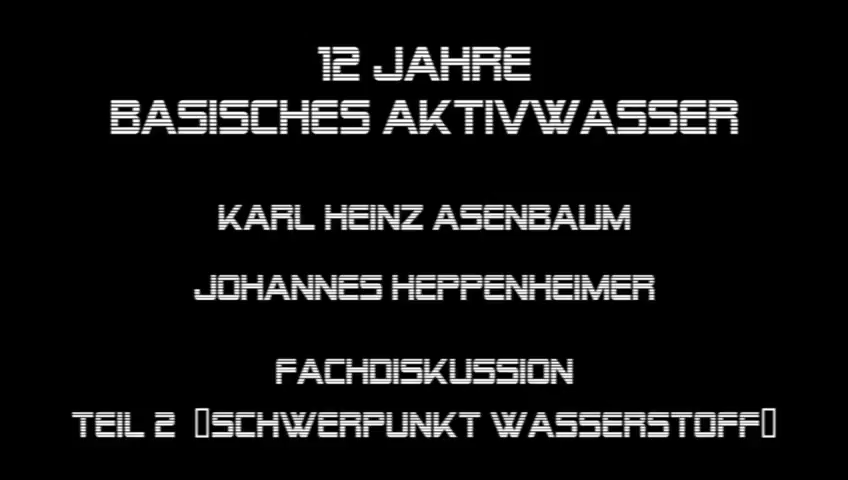 12 JAHRE
BASISCHES AKTIVWASSER
KARL HEINZ ASENBAUM
JOHANNES HEPPENHEIMER
FACHDISKUSSION
TEIL 2 ▯SCHWERPUNKT WASSERSTOFF▯